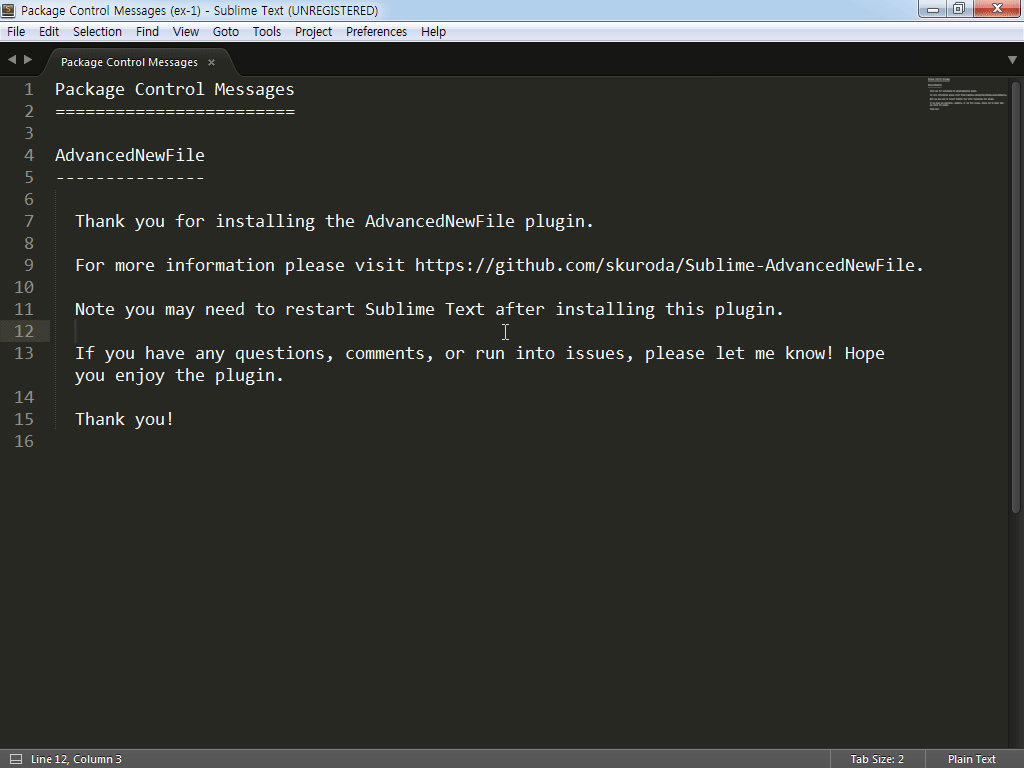 Package Control Messages (ex-1) - Sublime Text (UNREGISTERED)
File Edit Selection Find View Goto Tools Project Preferences Help
Package Control Messages ×
1 Package Control Messages
2 ========================
3
4 AdvancedNewFile
5 ---------------
6
7 Thank you for installing the AdvancedNewFile plugin.
8
9 For more information please visit https://github.com/skuroda/Sublime-AdvancedNewFile.
10
11 Note you may need to restart Sublime Text after installing this plugin.
12
13 If you have any questions, comments, or run into issues, please let me know! Hope
you enjoy the plugin.
14
15 Thank you!
16
Line 12, Column 3 Tab Size: 2 Plain Text